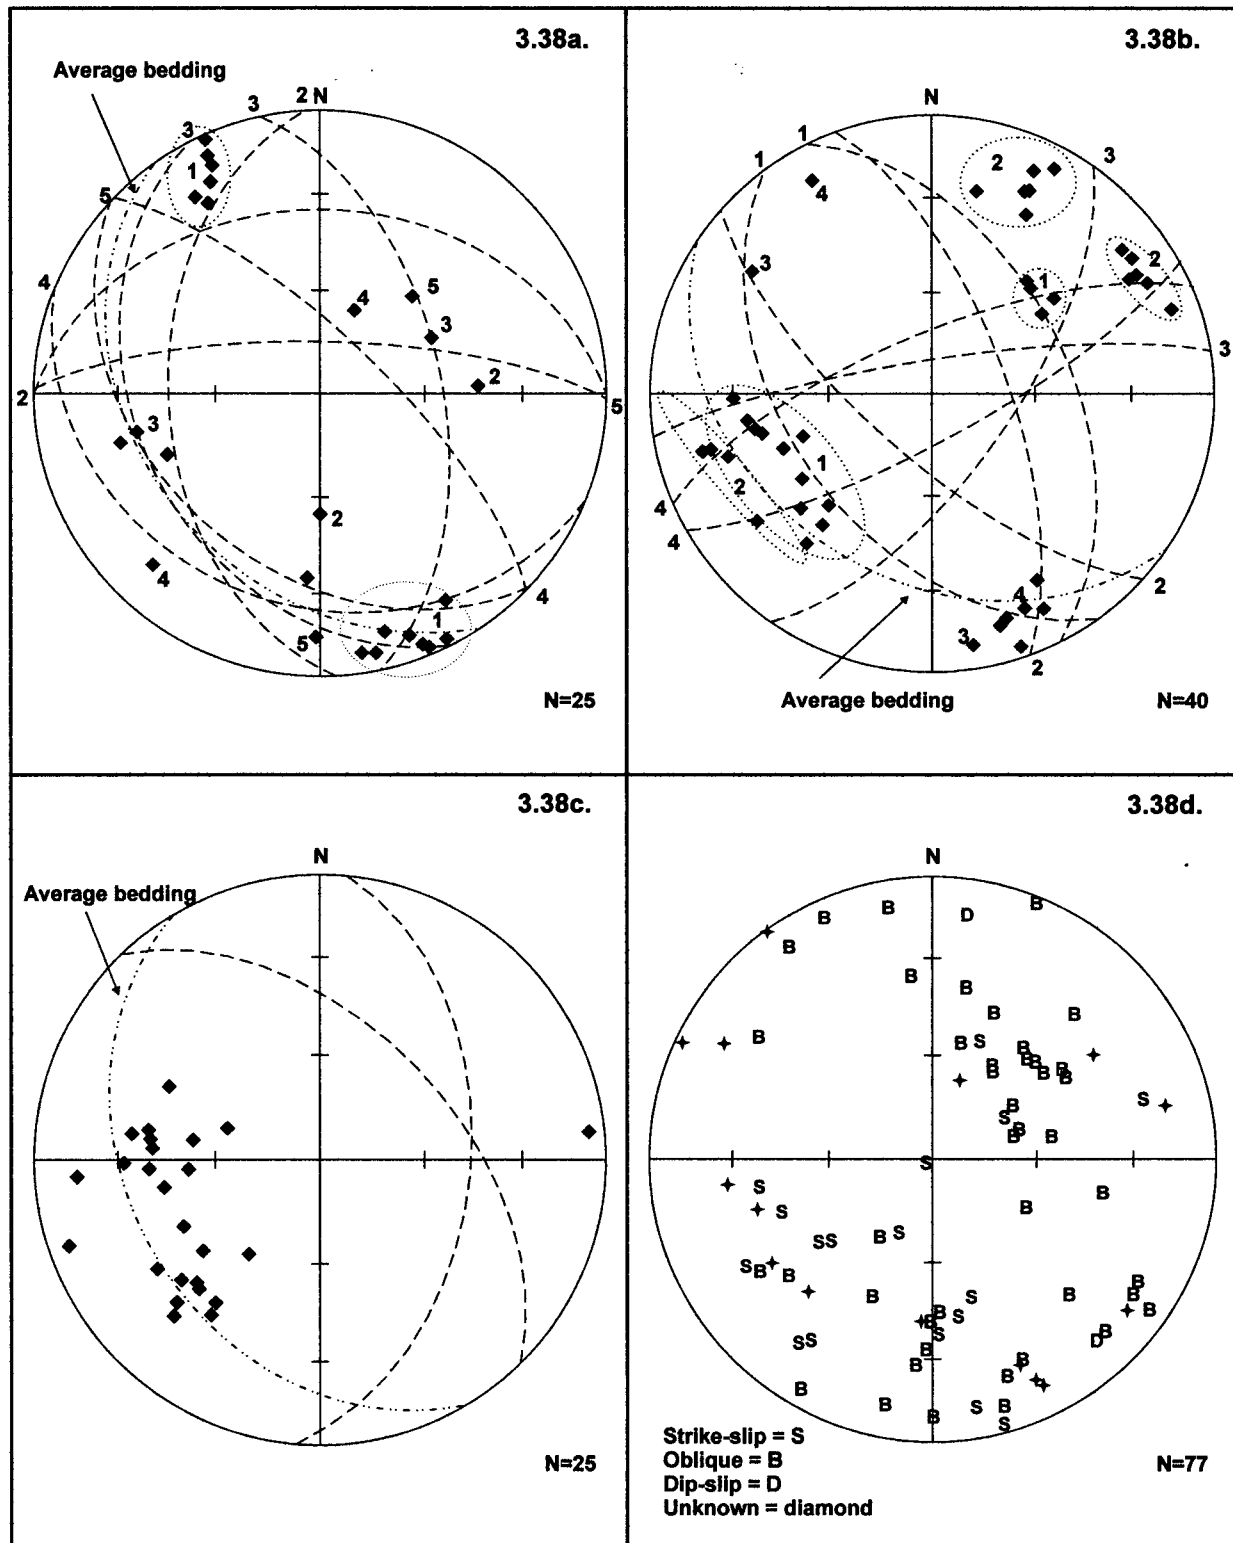 3.38a.
Average bedding
2 N
3
3
1
5
4
4 5
3
2
2 5
3
2
4
4
1
5
N=25
3.38b.
N
1
1
2 3
4
2
3 1
3
1
2
4
4
2
4
3
2
Average bedding
N=40
3.38c.
N
Average bedding
N=25
3.38d.
N
B
B D
B
B
B
B
B B
B
B S B
B B
B B B B B
S
B
S
B B B
S
S B
S B
B S
S S
S B B
B
B S B B
B S B
B
S B
S S D
B
B
B
B
B
B S B
B
S
Strike-slip = S
Oblique = B
Dip-slip = D
Unknown = diamond
N=77